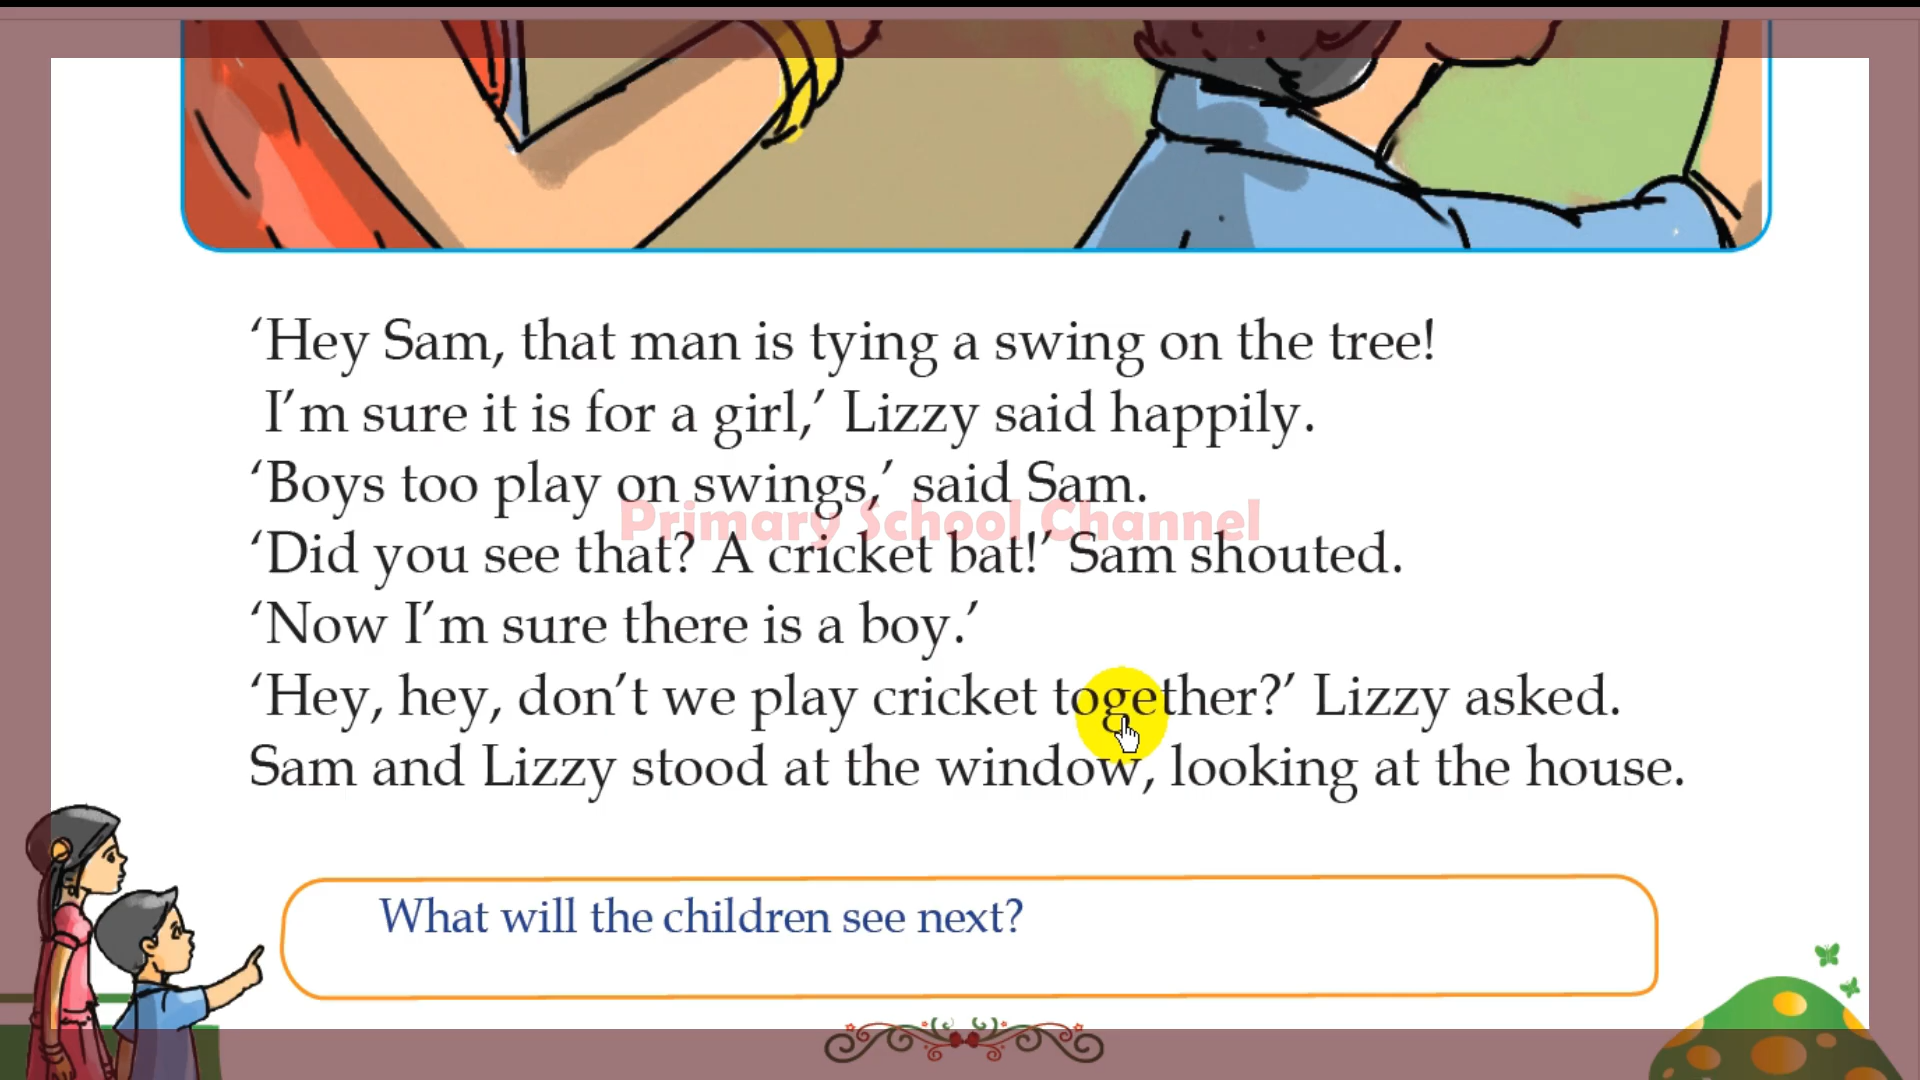 ‘Hey Sam, that man is tying a swing on the tree!
I’m sure it is for a girl,’ Lizzy said happily.
‘Boys too play on swings,’ said Sam.
Primary School Channel
‘Did you see that? A cricket bat!’ Sam shouted.
‘Now I’m sure there is a boy.’
‘Hey, hey, don’t we play cricket together?’ Lizzy asked.
Sam and Lizzy stood at the window, looking at the house.
What will the children see next?